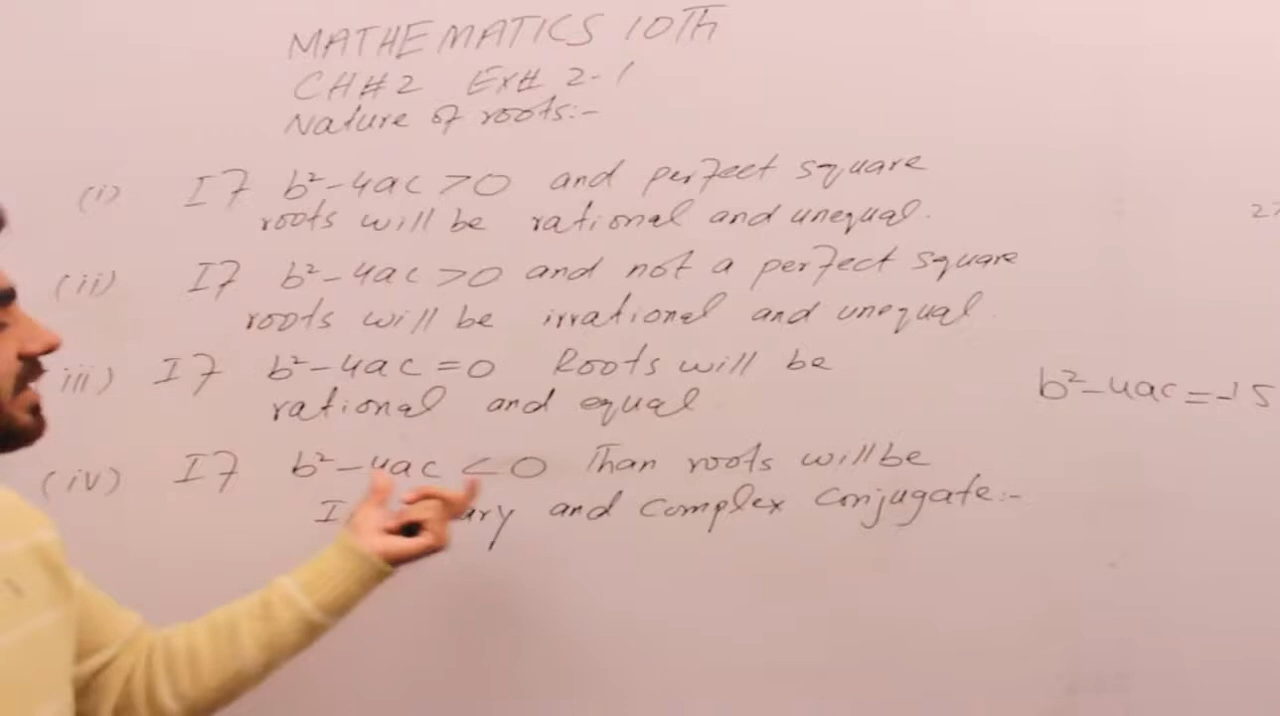 MATHEMATICS 10Th
CH#2 Ex# 2-1
Nature of roots:-
(i) If b²-4ac >0 and perfect square
roots will be rational and unequal.
(ii) If b²-4ac >0 and not a perfect square
roots will be irrational and unequal.
iii) If b²-4ac =0 Roots will be
rational and equal
b²-4ac = -15
(iv) If b²-4ac <0 Than roots will be
and complex conjugate:-